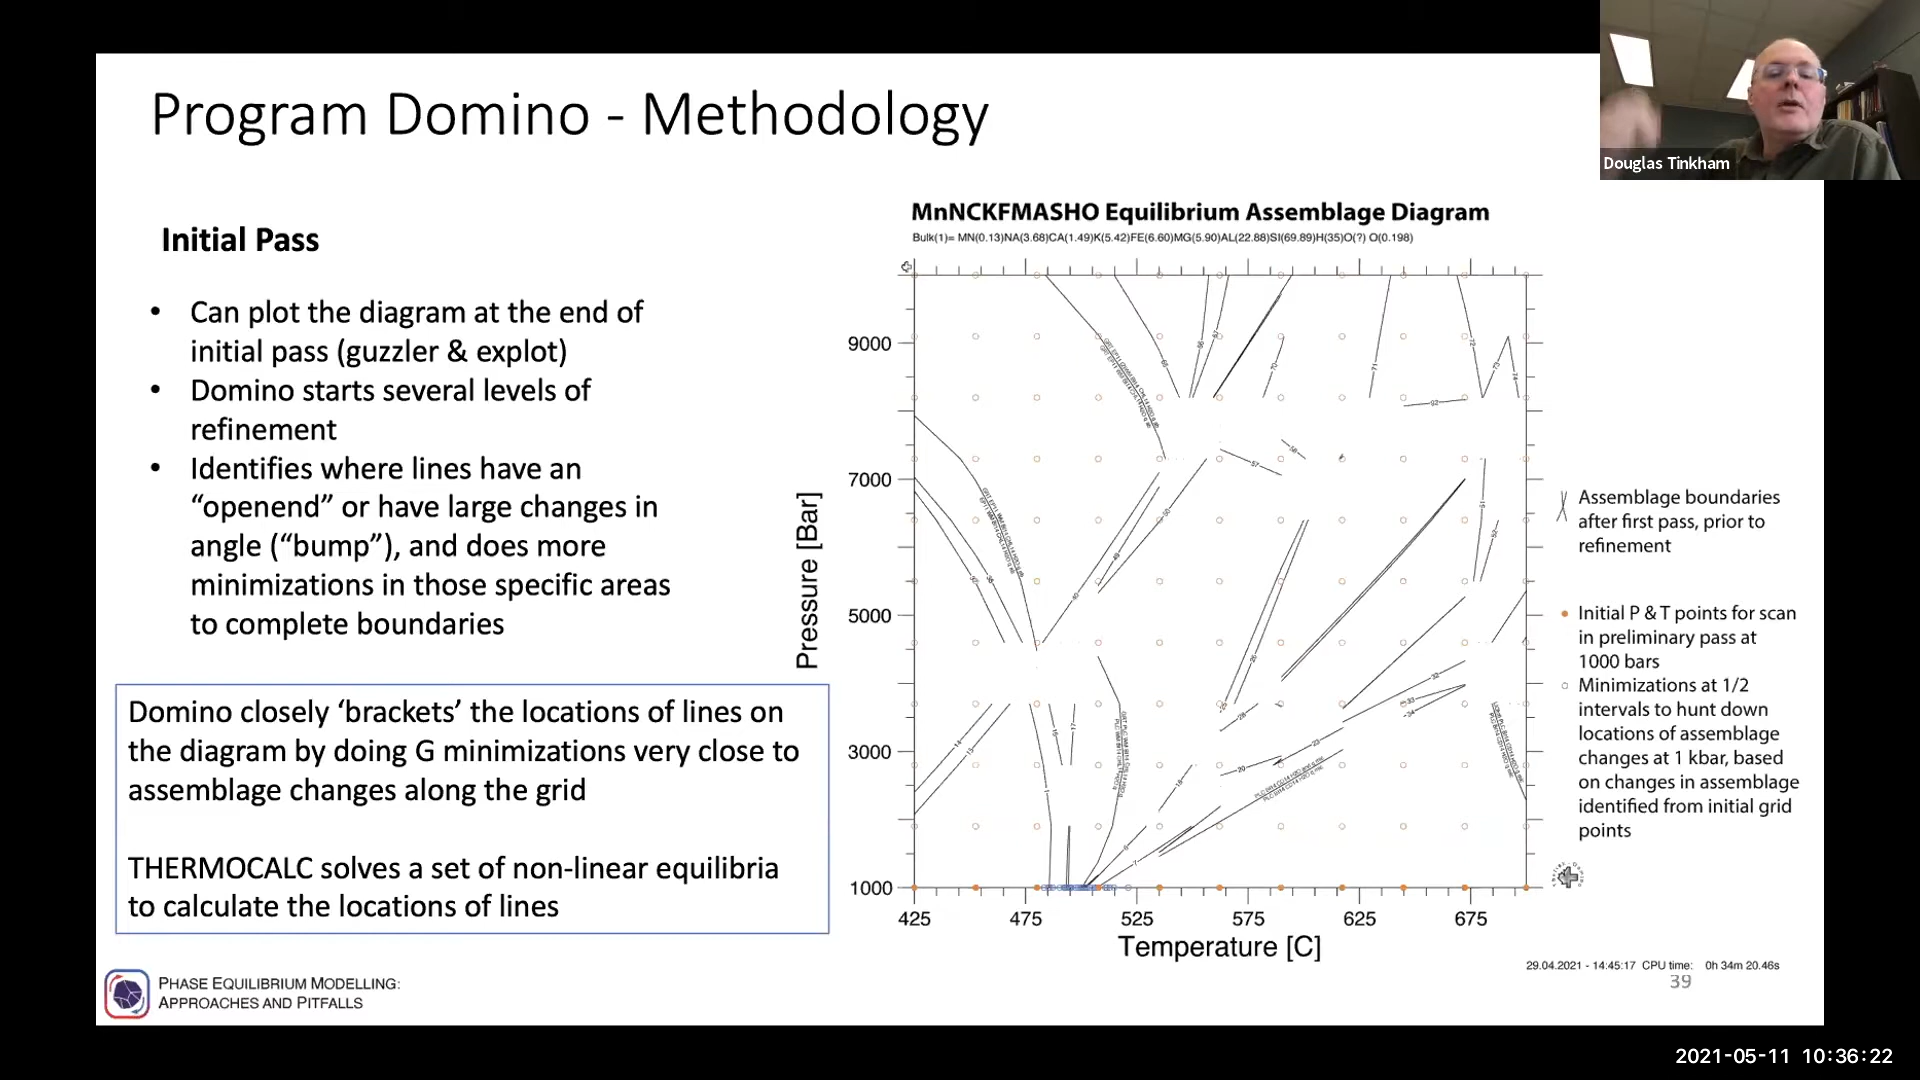 Program Domino - Methodology
Douglas Tinkham
Initial Pass
• Can plot the diagram at the end of
initial pass (guzzler & explot)
• Domino starts several levels of
refinement
• Identifies where lines have an
“openend” or have large changes in
angle (“bump”), and does more
minimizations in those specific areas
to complete boundaries
Domino closely ‘brackets’ the locations of lines on
the diagram by doing G minimizations very close to
assemblage changes along the grid
THERMOCALC solves a set of non-linear equilibria
to calculate the locations of lines
MnNCKFMASHO Equilibrium Assemblage Diagram
Bulk(1)= MN(0.13)NA(3.68)CA(1.49)K(5.42)FE(6.60)MG(5.90)AL(22.88)SI(69.89)H(35)O(?) O(0.198)
Pressure [Bar]
9000
7000
5000
3000
1000
425 475 525 575 625 675
Temperature [C]
Assemblage boundaries
after first pass, prior to
refinement
Initial P & T points for scan
in preliminary pass at
1000 bars
Minimizations at 1/2
intervals to hunt down
locations of assemblage
changes at 1 kbar, based
on changes in assemblage
identified from initial grid
points
29.04.2021 - 14:45:17 CPU time: 0h 34m 20.46s
39
PHASE EQUILIBRIUM MODELLING:
APPROACHES AND PITFALLS
2021-05-11 10:36:22